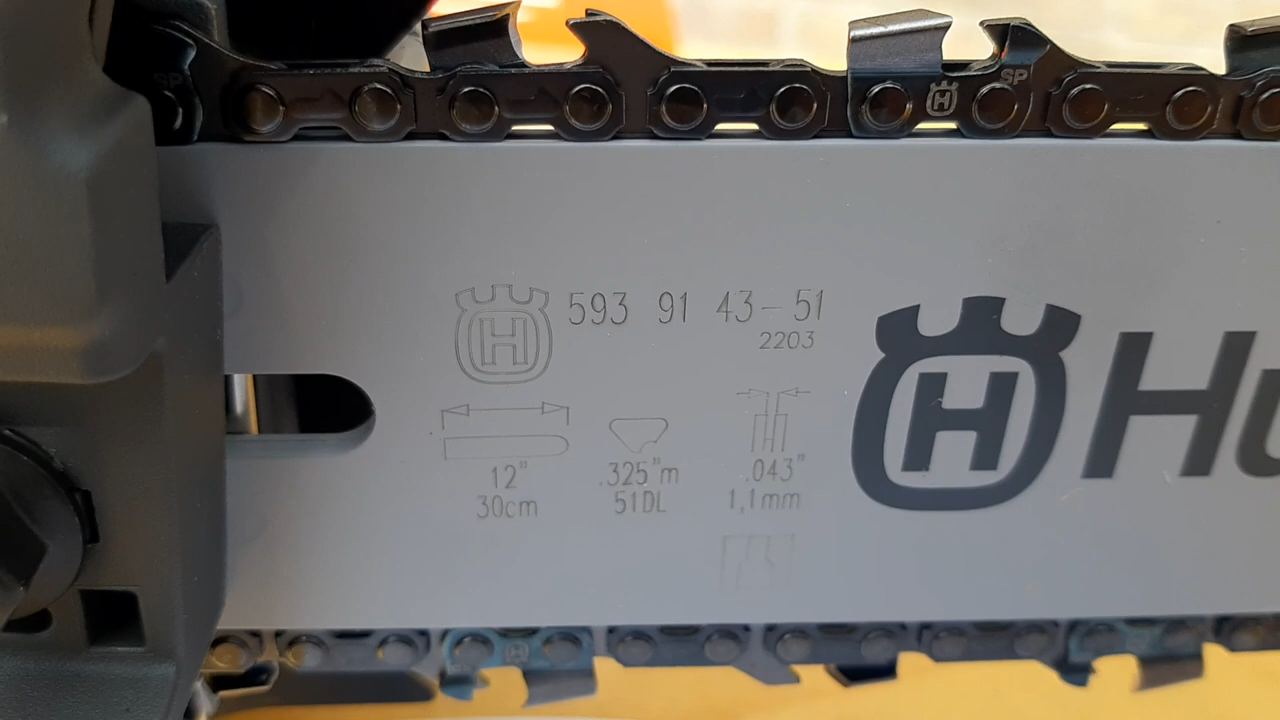 SP
SP
H
593 91 43-51
2203
H
H
Hu
12"
30cm
.325"m
51DL
.043"
1,1mm
H